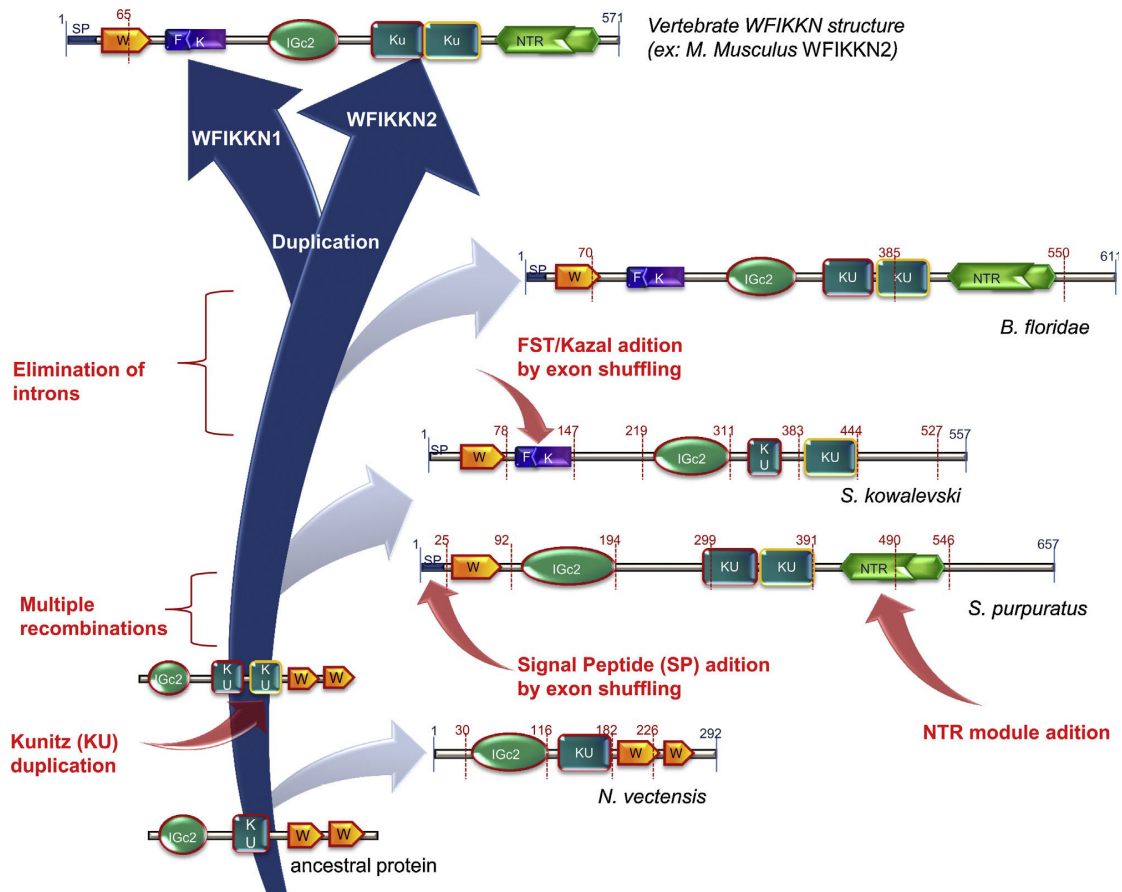 1 SP 65 571
W F K IGc2 Ku Ku NTR
Vertebrate WFIKKN structure
(ex: M. Musculus WFIKKN2)
WFIKKN1
WFIKKN2
Duplication
1 SP 70 385 550 611
W F K IGc2 KU KU NTR
B. floridae
Elimination of
introns
FST/Kazal adition
by exon shuffling
1 SP 78 147 219 311 383 444 527 557
W F K IGc2 K U KU
S. kowalevski
1 SP 25 92 194 299 391 490 546 657
W IGc2 KU KU NTR
S. purpuratus
Multiple
recombinations
IGc2 K U K U W W
Signal Peptide (SP) adition
by exon shuffling
NTR module adition
Kunitz (KU)
duplication
1 30 116 182 226 292
IGc2 KU W W
N. vectensis
IGc2 K U W W
ancestral protein